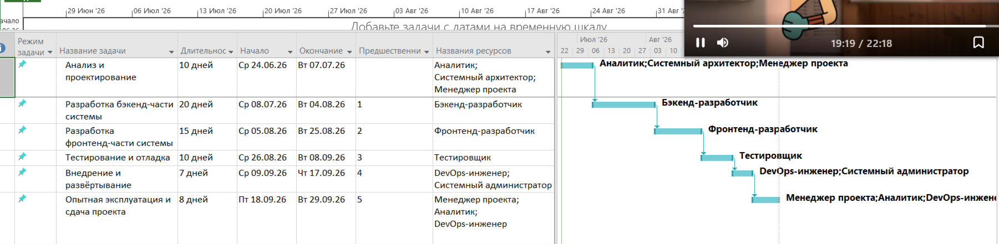 29 Июн '26 06 Июл '26 13 Июл '26 20 Июл '26 27 Июл '26 03 Авг '26 10 Авг '26 17 Авг '26 24 Авг '26 31 Авг '2
Добавьте задачи с датами на временную шкалу
19:19 / 22:18
Режим задачи Название задачи Длительнос Начало Окончание Предшественни Названия ресурсов
Июл '26 Авг '26
22 29 06 13 20 27 03 10
Анализ и проектирование 10 дней Ср 24.06.26 Вт 07.07.26 Аналитик; Системный архитектор; Менеджер проекта
Аналитик;Системный архитектор;Менеджер проекта
Разработка бэкенд-части системы 20 дней Ср 08.07.26 Вт 04.08.26 1 Бэкенд-разработчик
Бэкенд-разработчик
Разработка фронтенд-части системы 15 дней Ср 05.08.26 Вт 25.08.26 2 Фронтенд-разработчик
Фронтенд-разработчик
Тестирование и отладка 10 дней Ср 26.08.26 Вт 08.09.26 3 Тестировщик
Тестировщик
Внедрение и развёртывание 7 дней Ср 09.09.26 Чт 17.09.26 4 DevOps-инженер; Системный администратор
DevOps-инженер;Системный администратор
Опытная эксплуатация и сдача проекта 8 дней Пт 18.09.26 Вт 29.09.26 5 Менеджер проекта; Аналитик; DevOps-инженер
Менеджер проекта;Аналитик;DevOps-инжене